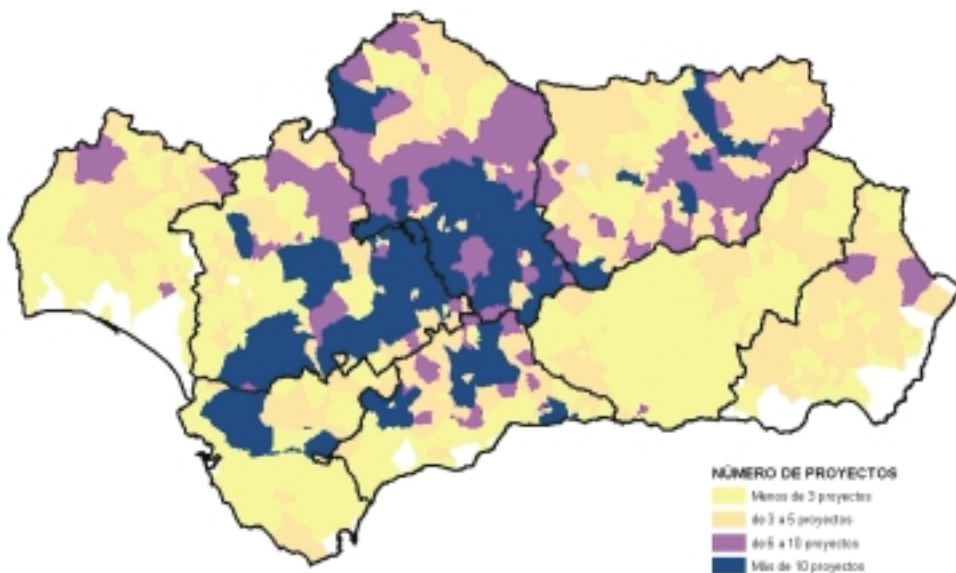 NÚMERO DE PROYECTOS
Menos de 3 proyectos
de 3 a 5 proyectos
de 6 a 10 proyectos
Más de 10 proyectos